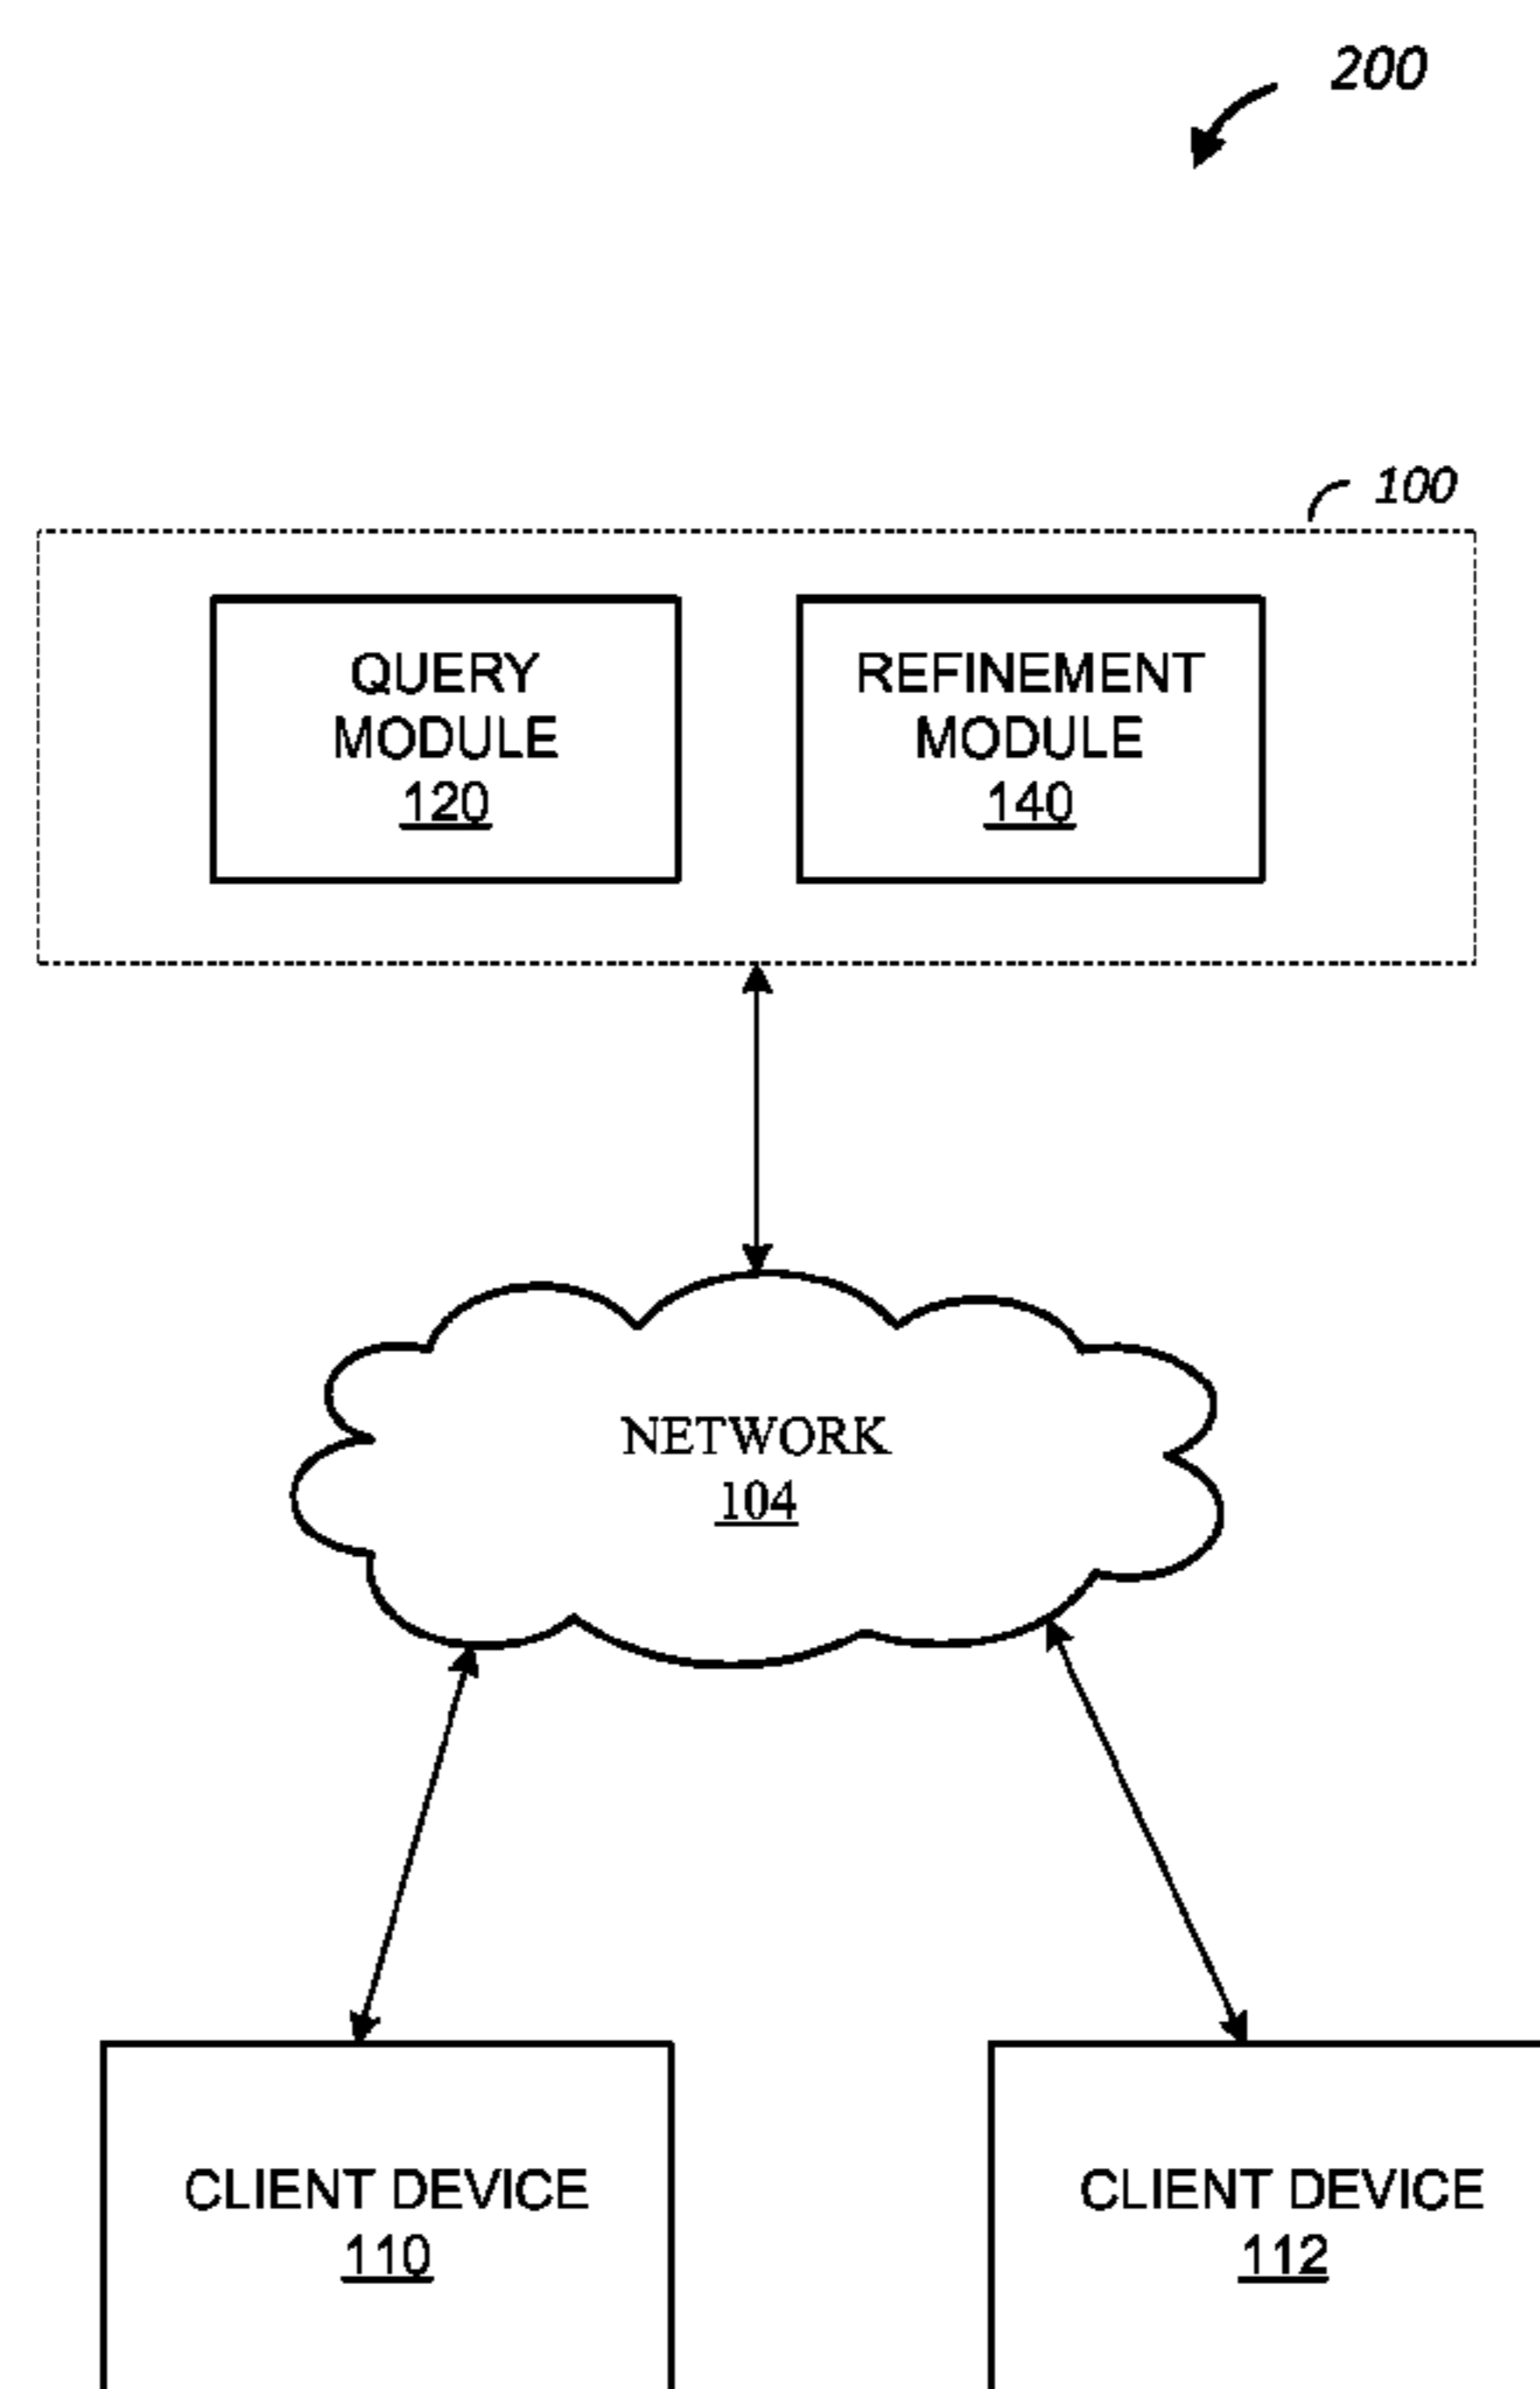 200
100
QUERY
MODULE
120
REFINEMENT
MODULE
140
NETWORK
104
CLIENT DEVICE
110
CLIENT DEVICE
112